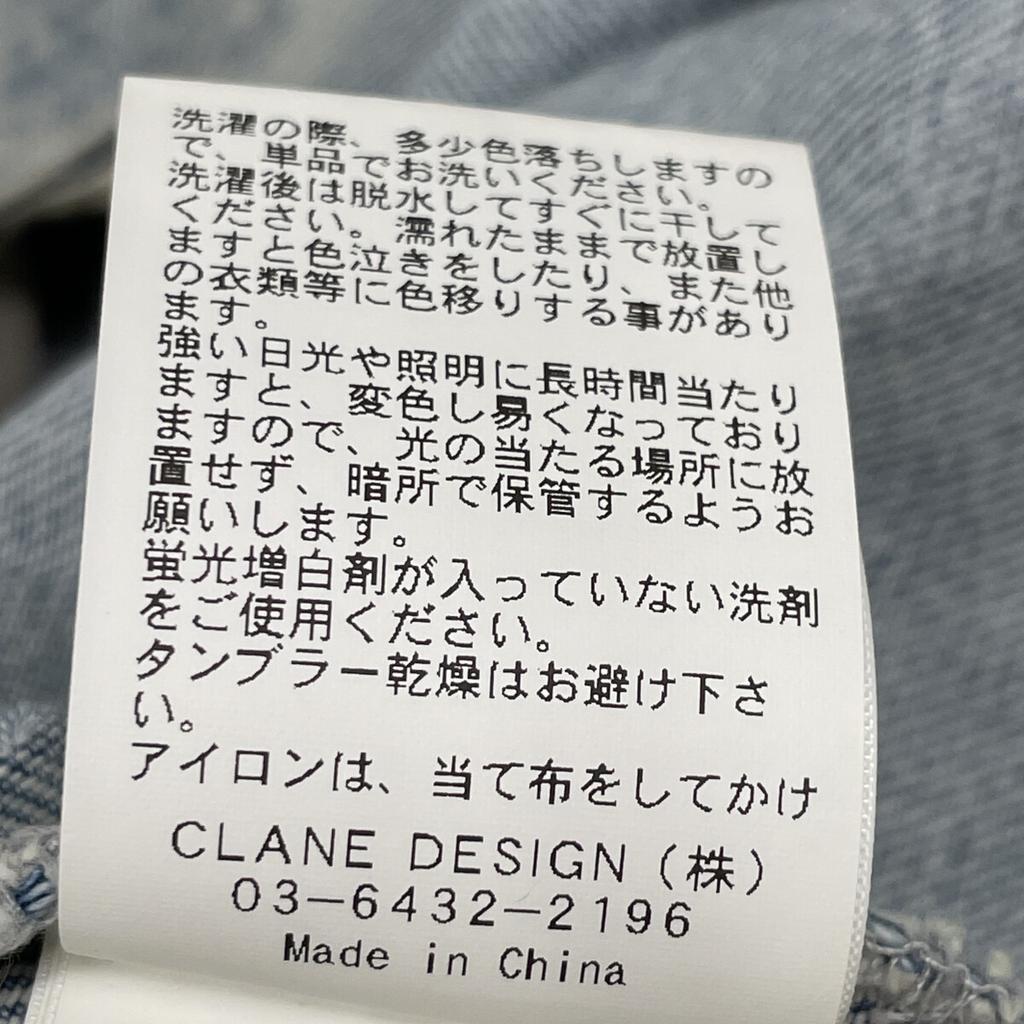 洗濯の際、多少色落ちしますの
で、単品でお洗いください。
洗濯後は脱水してすぐに干して
ください。濡れたままで放置し
ますと色泣きをしたり、また他
の衣類等に色移りする事があり
ます。
強い日光や照明に長時間当たり
ますと、変色し易くなっており
ますので、光の当たる場所に放
置せず、暗所で保管するようお
願いします。
蛍光増白剤が入っていない洗剤
をご使用ください。
タンブラー乾燥はお避け下さ
い。
アイロンは、当て布をしてかけ
CLANE DESIGN(株)
03-6432-2196
Made in China